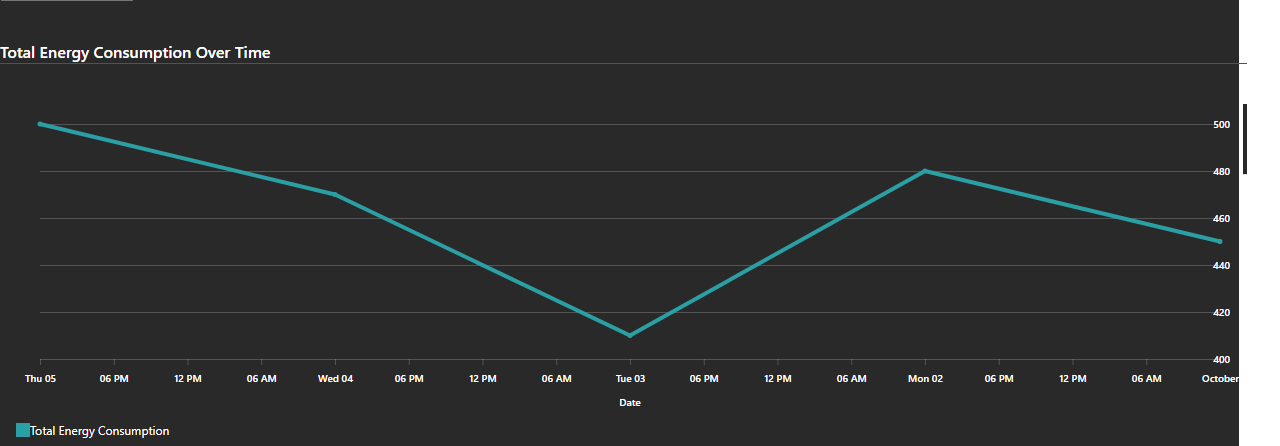 Total Energy Consumption Over Time
500
480
460
440
420
400
Thu 05 06 PM 12 PM 06 AM Wed 04 06 PM 12 PM 06 AM Tue 03 06 PM 12 PM 06 AM Mon 02 06 PM 12 PM 06 AM October
Date
Total Energy Consumption